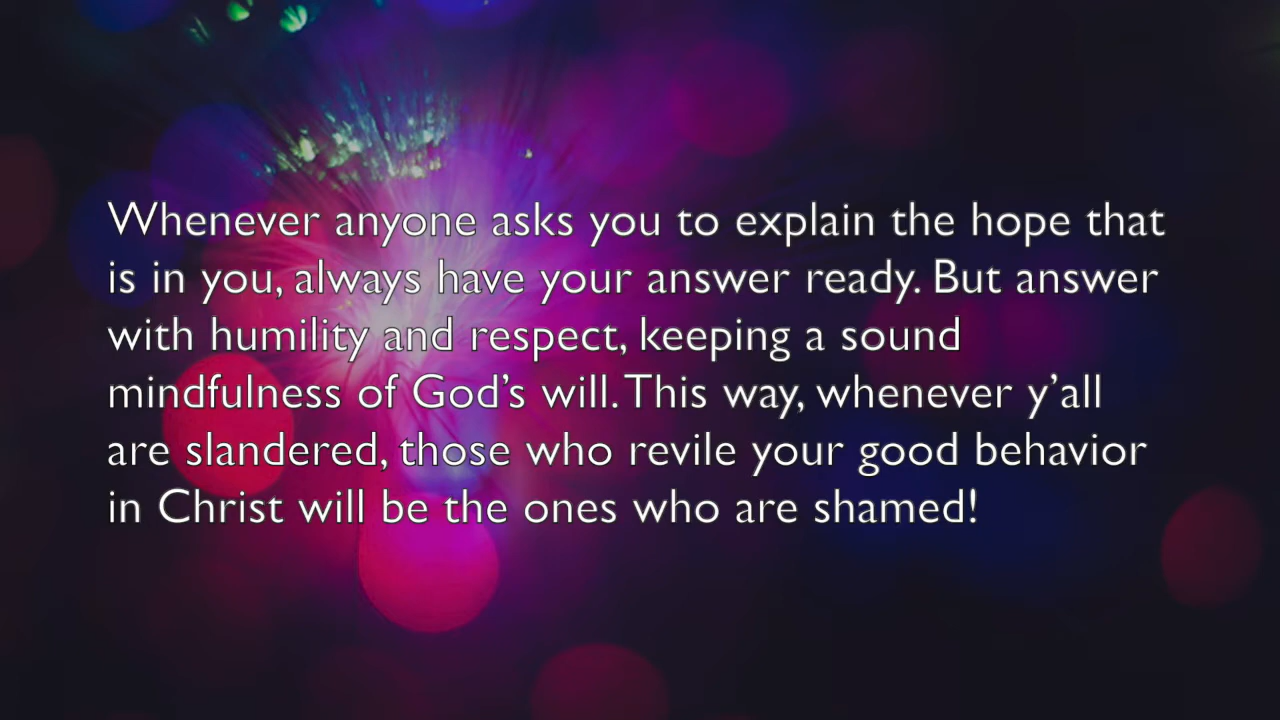 Whenever anyone asks you to explain the hope that
is in you, always have your answer ready. But answer
with humility and respect, keeping a sound
mindfulness of God’s will. This way, whenever y’all
are slandered, those who revile your good behavior
in Christ will be the ones who are shamed!